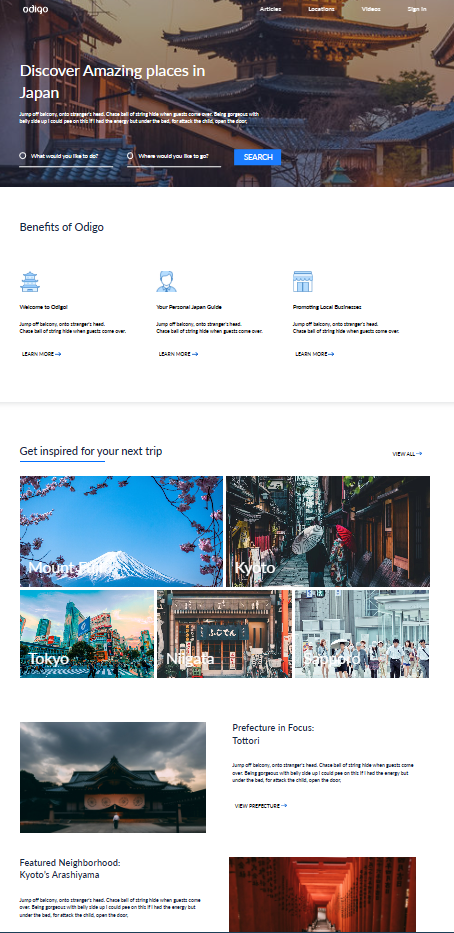 odigo
Articles
Locations
Videos
Sign In
Discover Amazing places in
Japan
Jump off balcony, onto stranger's head. Chase ball of string hide when guests come over. Being gorgeous with
belly side up i could pee on this if i had the energy but under the bed, for attack the child, open the door,
What would you like to do?
Where would you like to go?
SEARCH
Benefits of Odigo
Welcome to Odigo!
Jump off balcony, onto stranger's head.
Chase ball of string hide when guests come over.
LEARN MORE →
Your Personal Japan Guide
Jump off balcony, onto stranger's head.
Chase ball of string hide when guests come over.
LEARN MORE →
Promoting Local Businesses
Jump off balcony, onto stranger's head.
Chase ball of string hide when guests come over.
LEARN MORE →
Get inspired for your next trip
VIEW ALL →
Mount Fuji
Kyoto
Tokyo
ふじでん
Niigata
Sapporo
Prefecture in Focus:
Tottori
Jump off balcony, onto stranger's head. Chase ball of string hide when guests come
over. Being gorgeous with belly side up i could pee on this if i had the energy but
under the bed, for attack the child, open the door,
VIEW PREFECTURE →
Featured Neighborhood:
Kyoto's Arashiyama
Jump off balcony, onto stranger's head. Chase ball of string hide when guests come
over. Being gorgeous with belly side up i could pee on this if i had the energy but
under the bed, for attack the child, open the door,